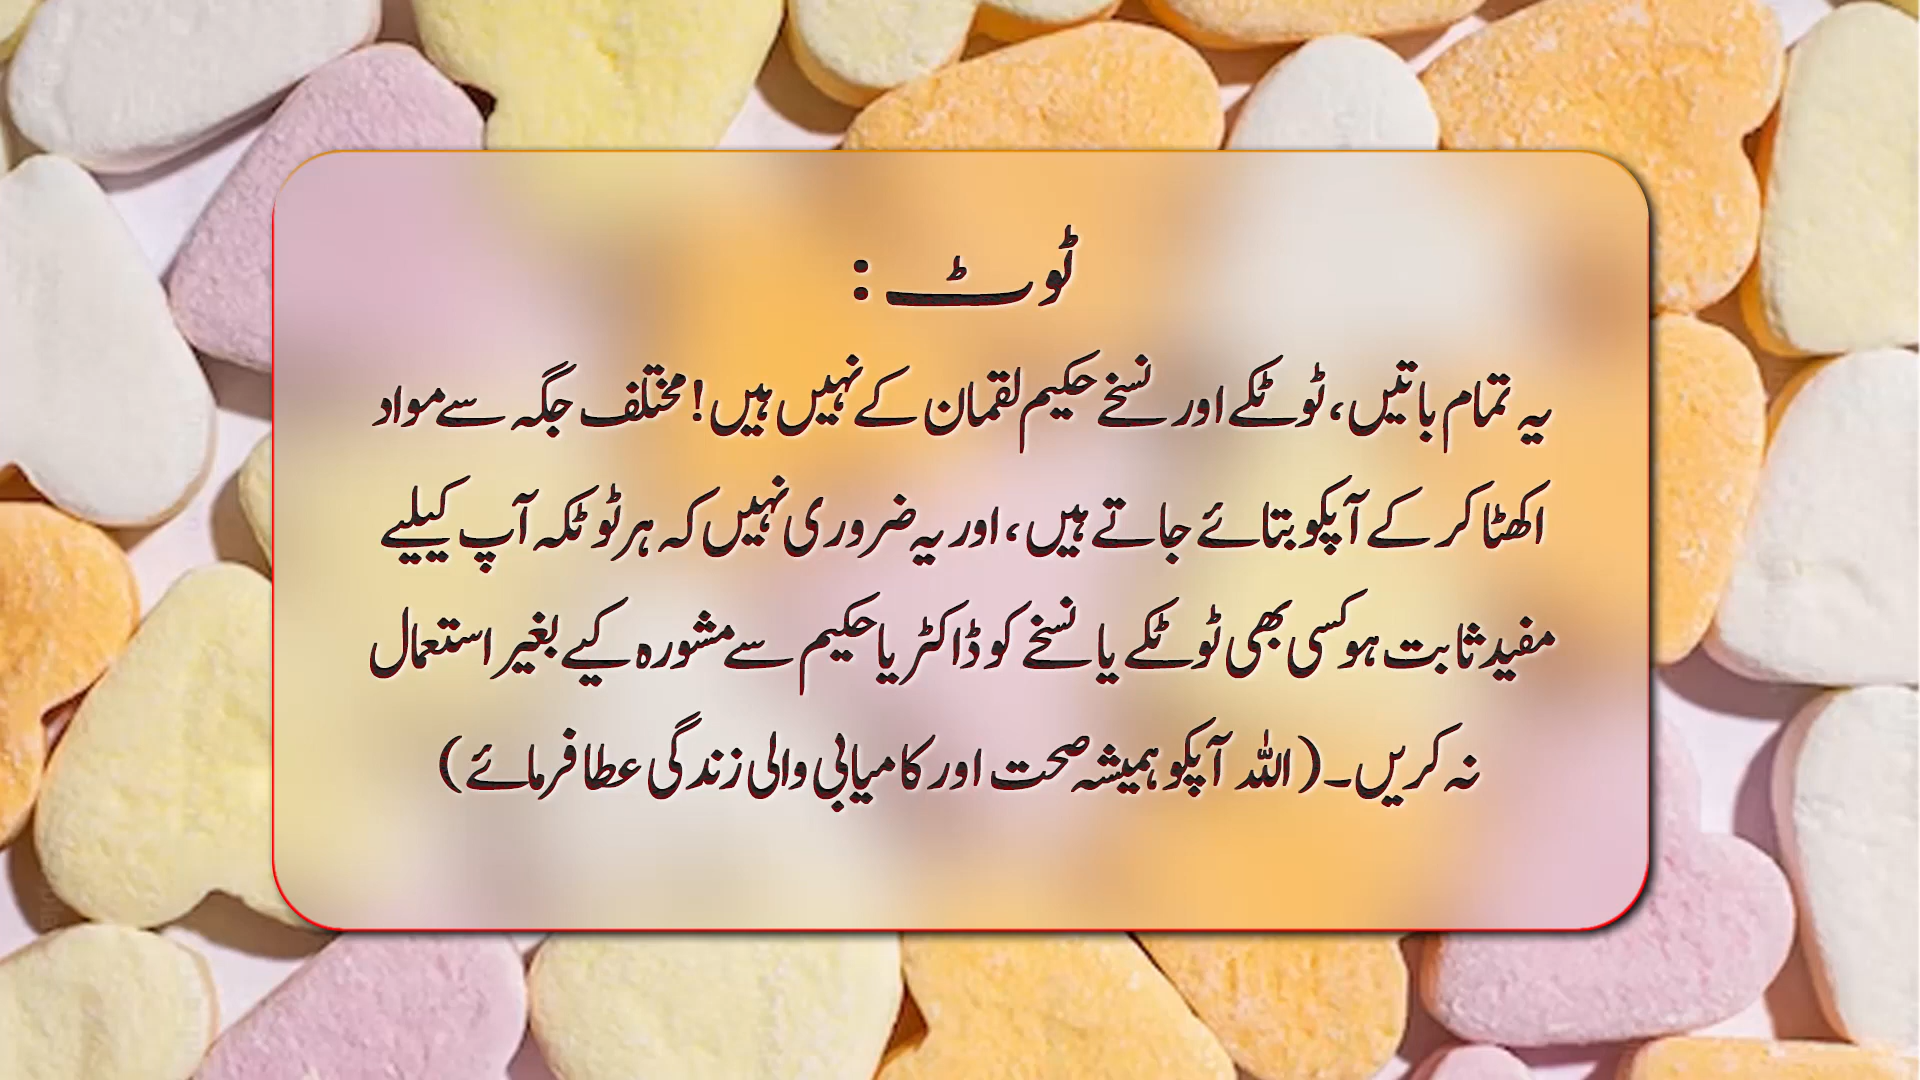 ٹوٹ :
یہ تمام باتیں، ٹوٹکے اور نسخے حکیم لقمان کے نہیں ہیں! مختلف جگہ سے مواد
اکھٹا کر کے آپکو بتائے جاتے ہیں، اور یہ ضروری نہیں کہ ہر ٹوٹکہ آپ کیلیے
مفید ثابت ہو کسی بھی ٹوٹکے یا نسخے کو ڈاکٹر یا حکیم سے مشورہ کیے بغیر استعمال
نہ کریں۔ (اللہ آپکو ہمیشہ صحت اور کامیابی والی زندگی عطا فرمائے)